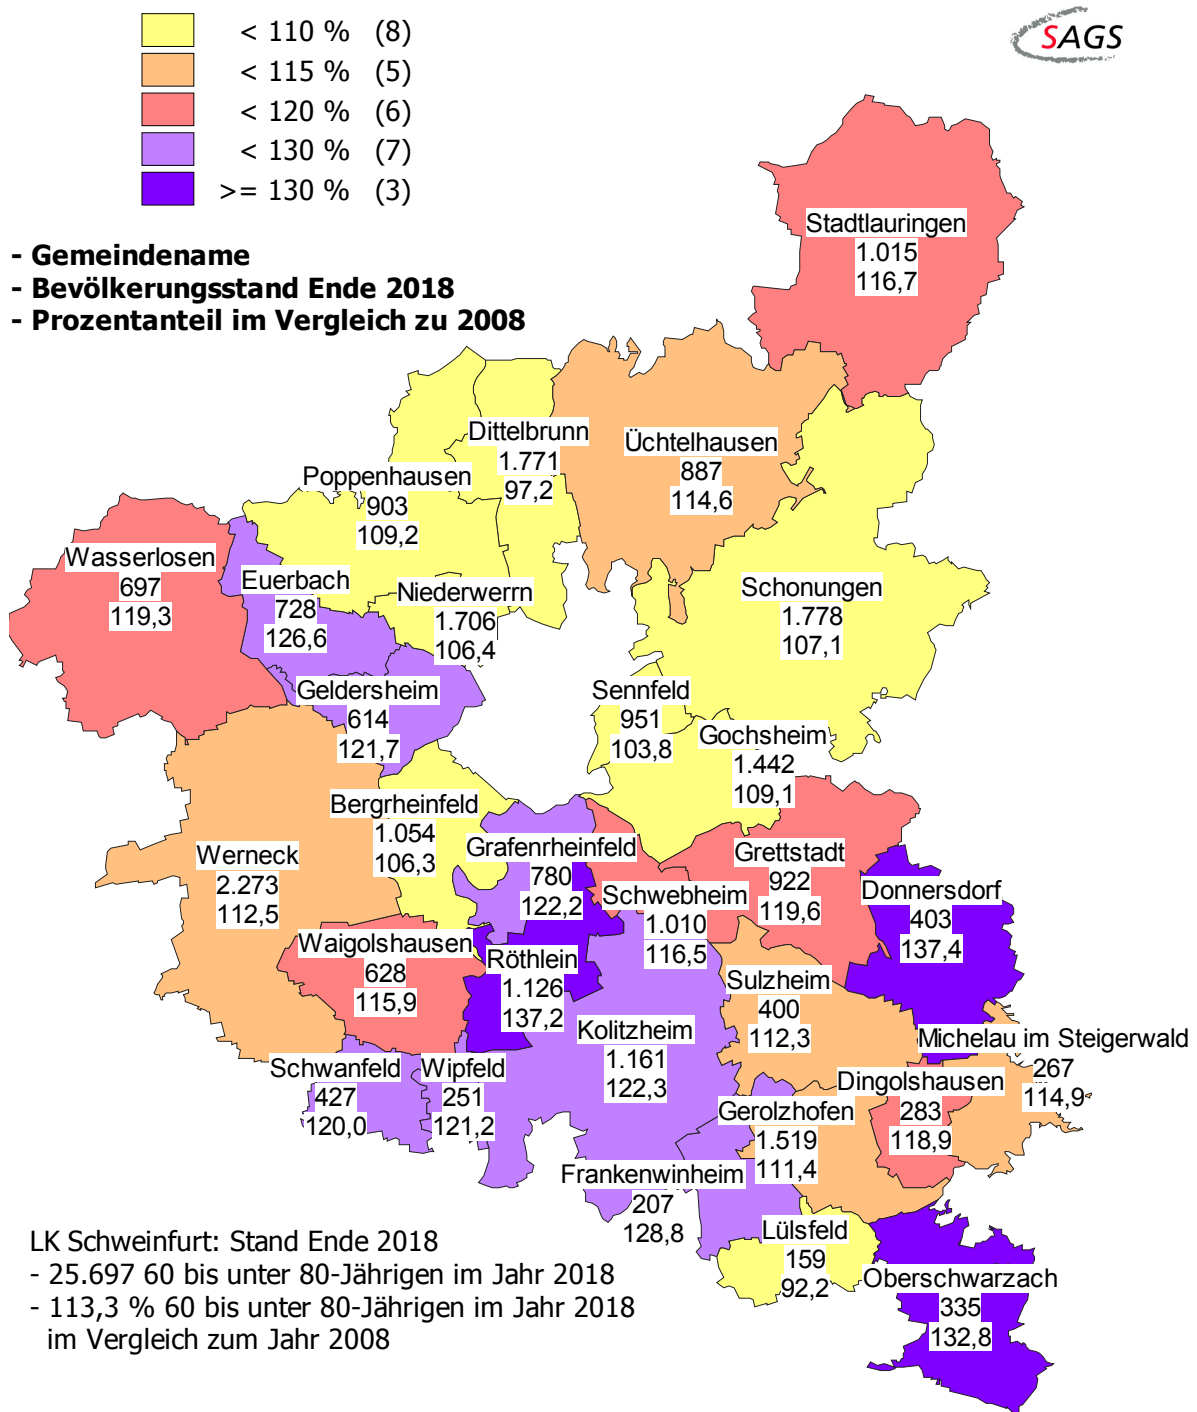 < 110 % (8)
< 115 % (5)
< 120 % (6)
< 130 % (7)
>= 130 % (3)
SAGS
- Gemeindename
- Bevölkerungsstand Ende 2018
- Prozentanteil im Vergleich zu 2008
Stadtlauringen
1.015
116,7
Dittelbrunn
1.771
97,2
Üchtelhausen
887
114,6
Poppenhausen
903
109,2
Wasserlosen
697
119,3
Euerbach
728
126,6
Niederwerrn
1.706
106,4
Schonungen
1.778
107,1
Geldersheim
614
121,7
Sennfeld
951
103,8
Gochsheim
1.442
109,1
Bergrheinfeld
1.054
106,3
Werneck
2.273
112,5
Grafenrheinfeld
780
122,2
Schwebheim
1.010
116,5
Grettstadt
922
119,6
Donnersdorf
403
137,4
Waigolshausen
628
115,9
Röthlein
1.126
137,2
Sulzheim
400
112,3
Kolitzheim
1.161
122,3
Michelau im Steigerwald
267
114,9
Schwanfeld
427
120,0
Wipfeld
251
121,2
Dingolshausen
283
118,9
Gerolzhofen
1.519
111,4
Frankenwinheim
207
128,8
Lülsfeld
159
92,2
Oberschwarzach
335
132,8
LK Schweinfurt: Stand Ende 2018
- 25.697 60 bis unter 80-Jährigen im Jahr 2018
- 113,3 % 60 bis unter 80-Jährigen im Jahr 2018
im Vergleich zum Jahr 2008